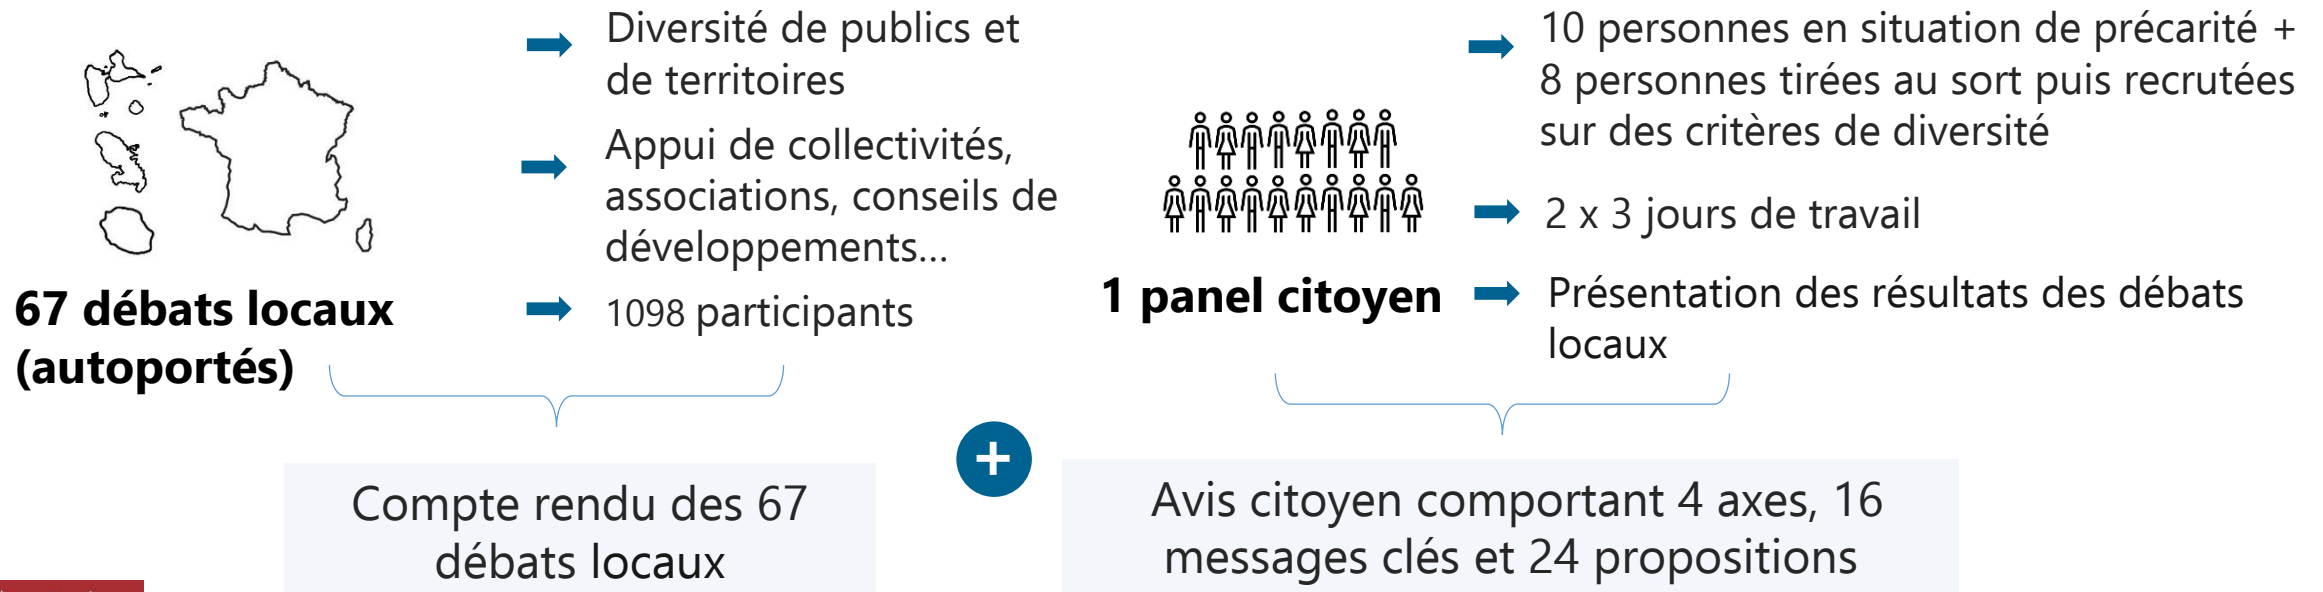 Diversité de publics et
de territoires
Appui de collectivités,
associations, conseils de
développements...
1098 participants
67 débats locaux
(autoportés)
Compte rendu des 67
débats locaux
+
10 personnes en situation de précarité +
8 personnes tirées au sort puis recrutées
sur des critères de diversité
2 x 3 jours de travail
1 panel citoyen
Présentation des résultats des débats
locaux
Avis citoyen comportant 4 axes, 16
messages clés et 24 propositions